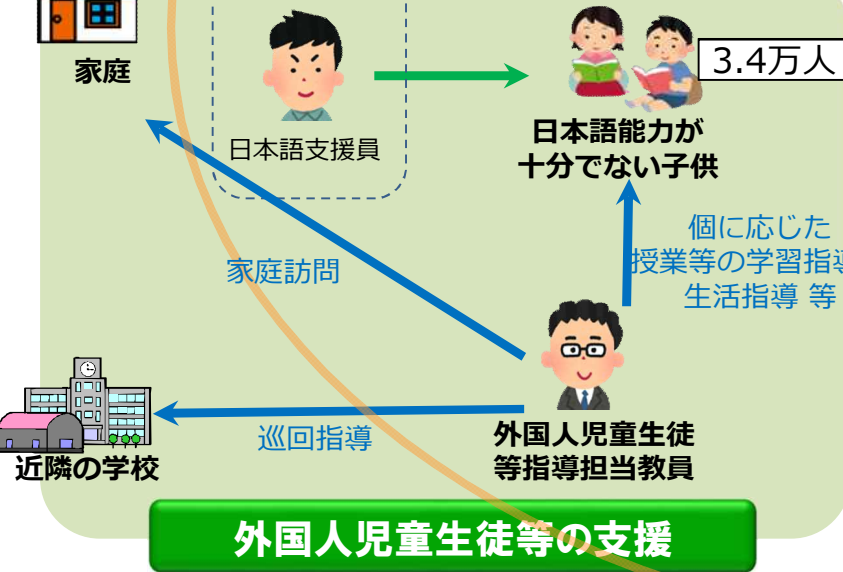 家庭
日本語支援員
3.4万人
日本語能力が
十分でない子供
家庭訪問
個に応じた
授業等の学習指導
生活指導 等
巡回指導
近隣の学校
外国人児童生徒
等指導担当教員
外国人児童生徒等の支援